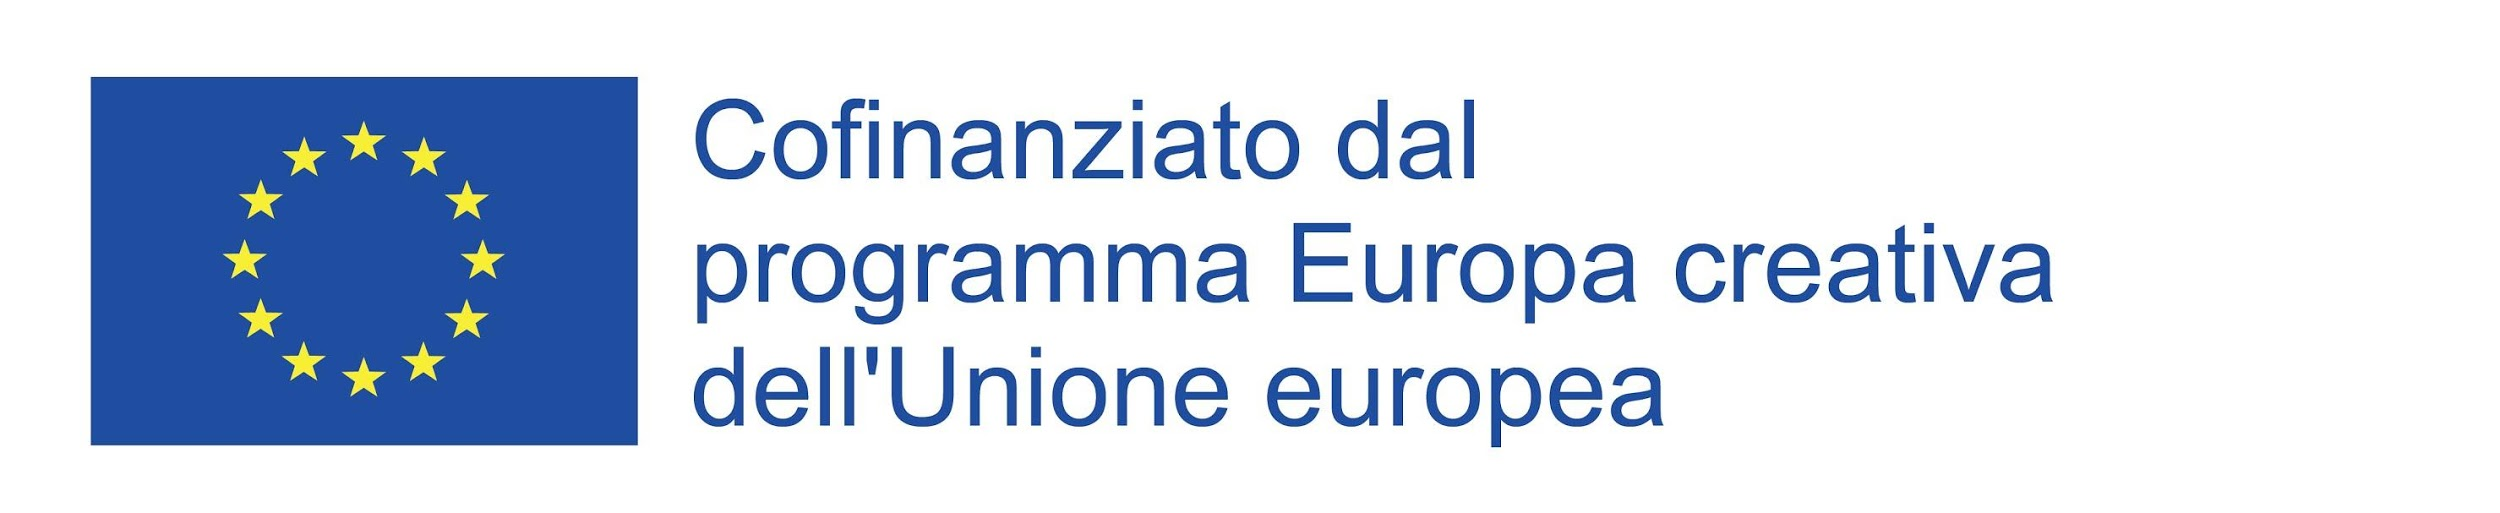 Cofinanziato dal
programma Europa creativa
dell'Unione europea